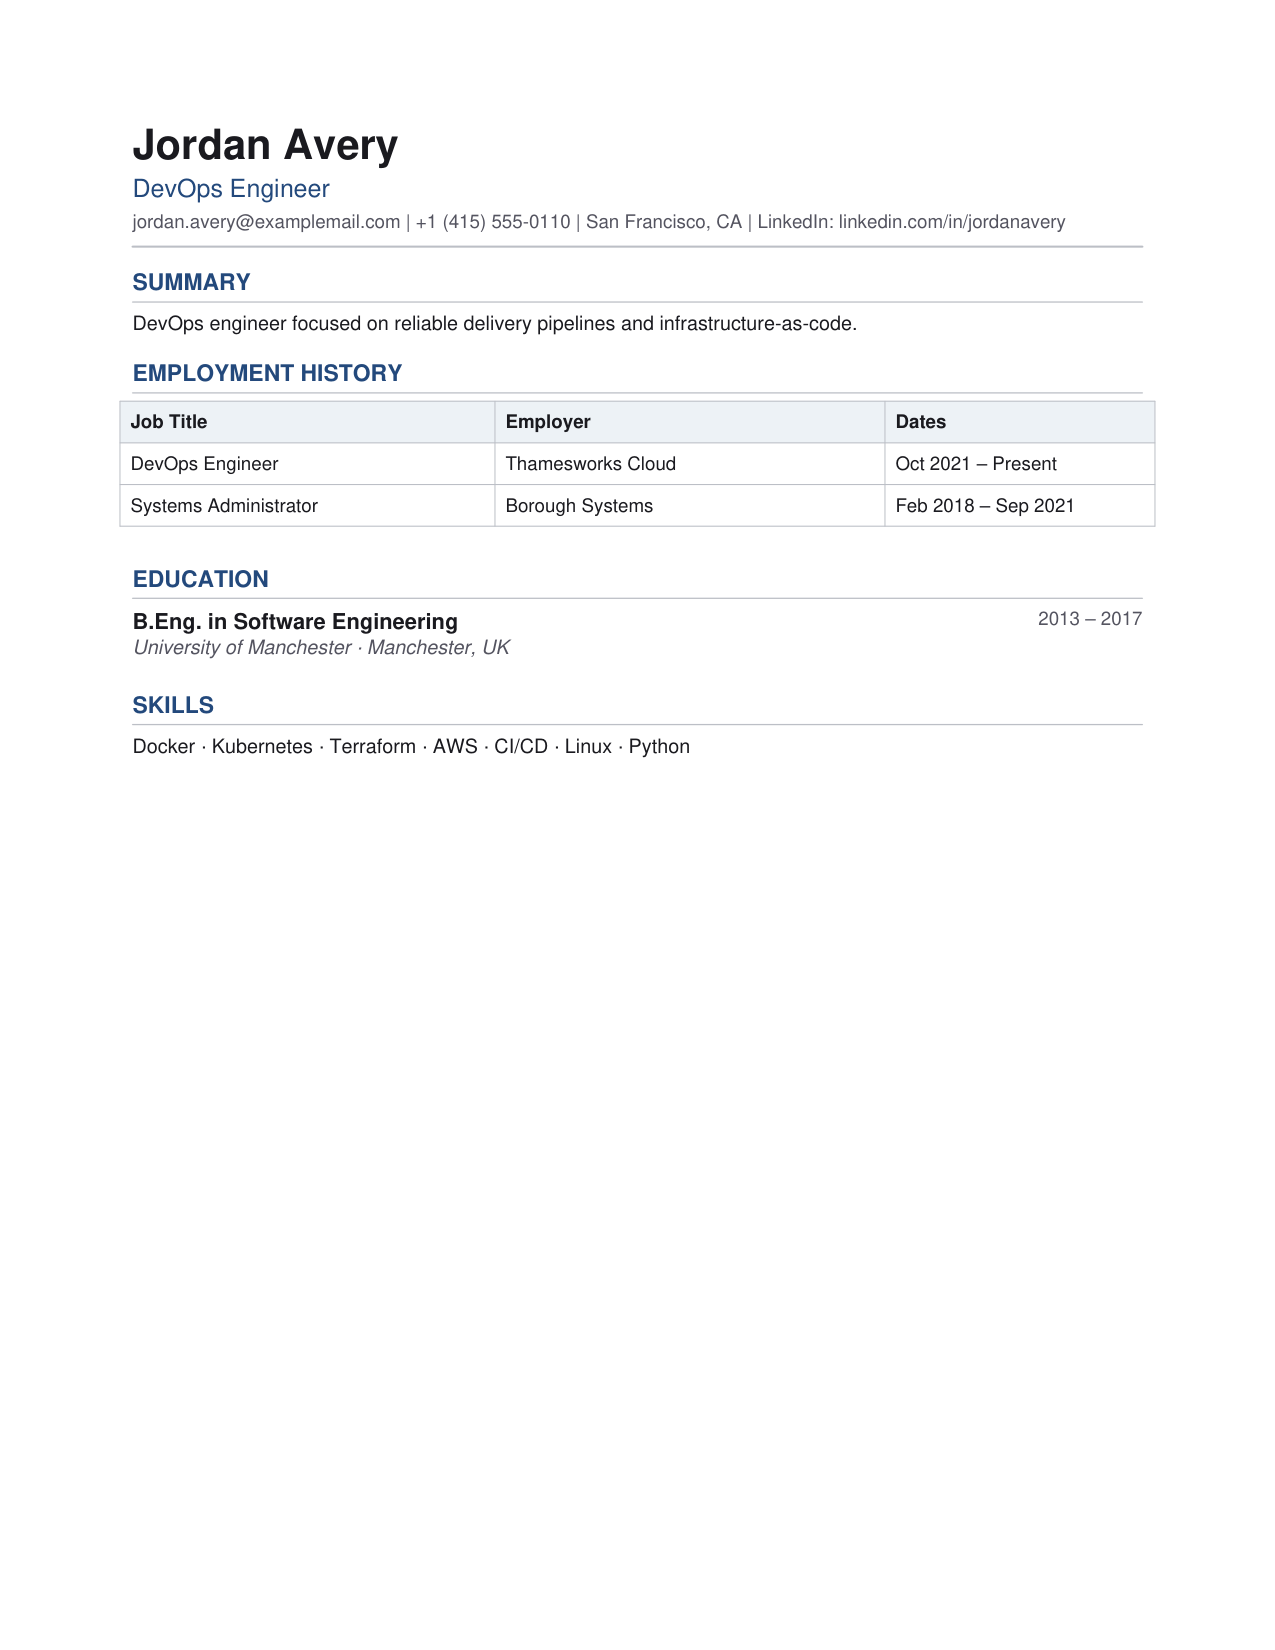 Jordan Avery
DevOps Engineer
jordan.avery@examplemail.com | +1 (415) 555-0110 | San Francisco, CA | LinkedIn: linkedin.com/in/jordanavery
SUMMARY
DevOps engineer focused on reliable delivery pipelines and infrastructure-as-code.
EMPLOYMENT HISTORY
Job Title Employer Dates
DevOps Engineer Thamesworks Cloud Oct 2021 – Present
Systems Administrator Borough Systems Feb 2018 – Sep 2021
EDUCATION
B.Eng. in Software Engineering 2013 – 2017
University of Manchester · Manchester, UK
SKILLS
Docker · Kubernetes · Terraform · AWS · CI/CD · Linux · Python